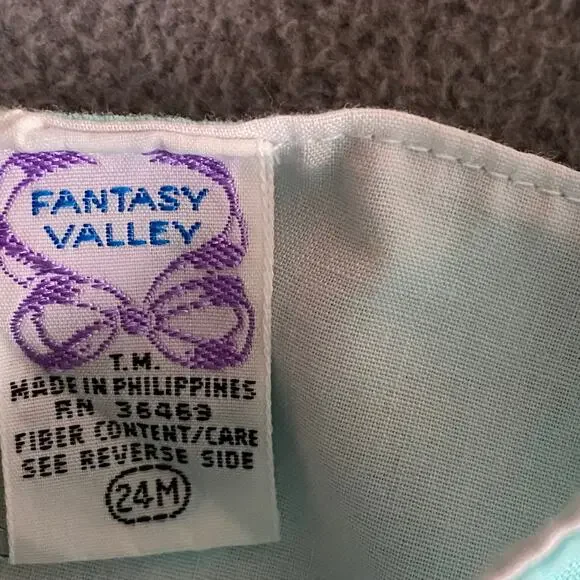 FANTASY
VALLEY
T.M.
MADE IN PHILIPPINES
RN 36469
FIBER CONTENT/CARE
SEE REVERSE SIDE
24M